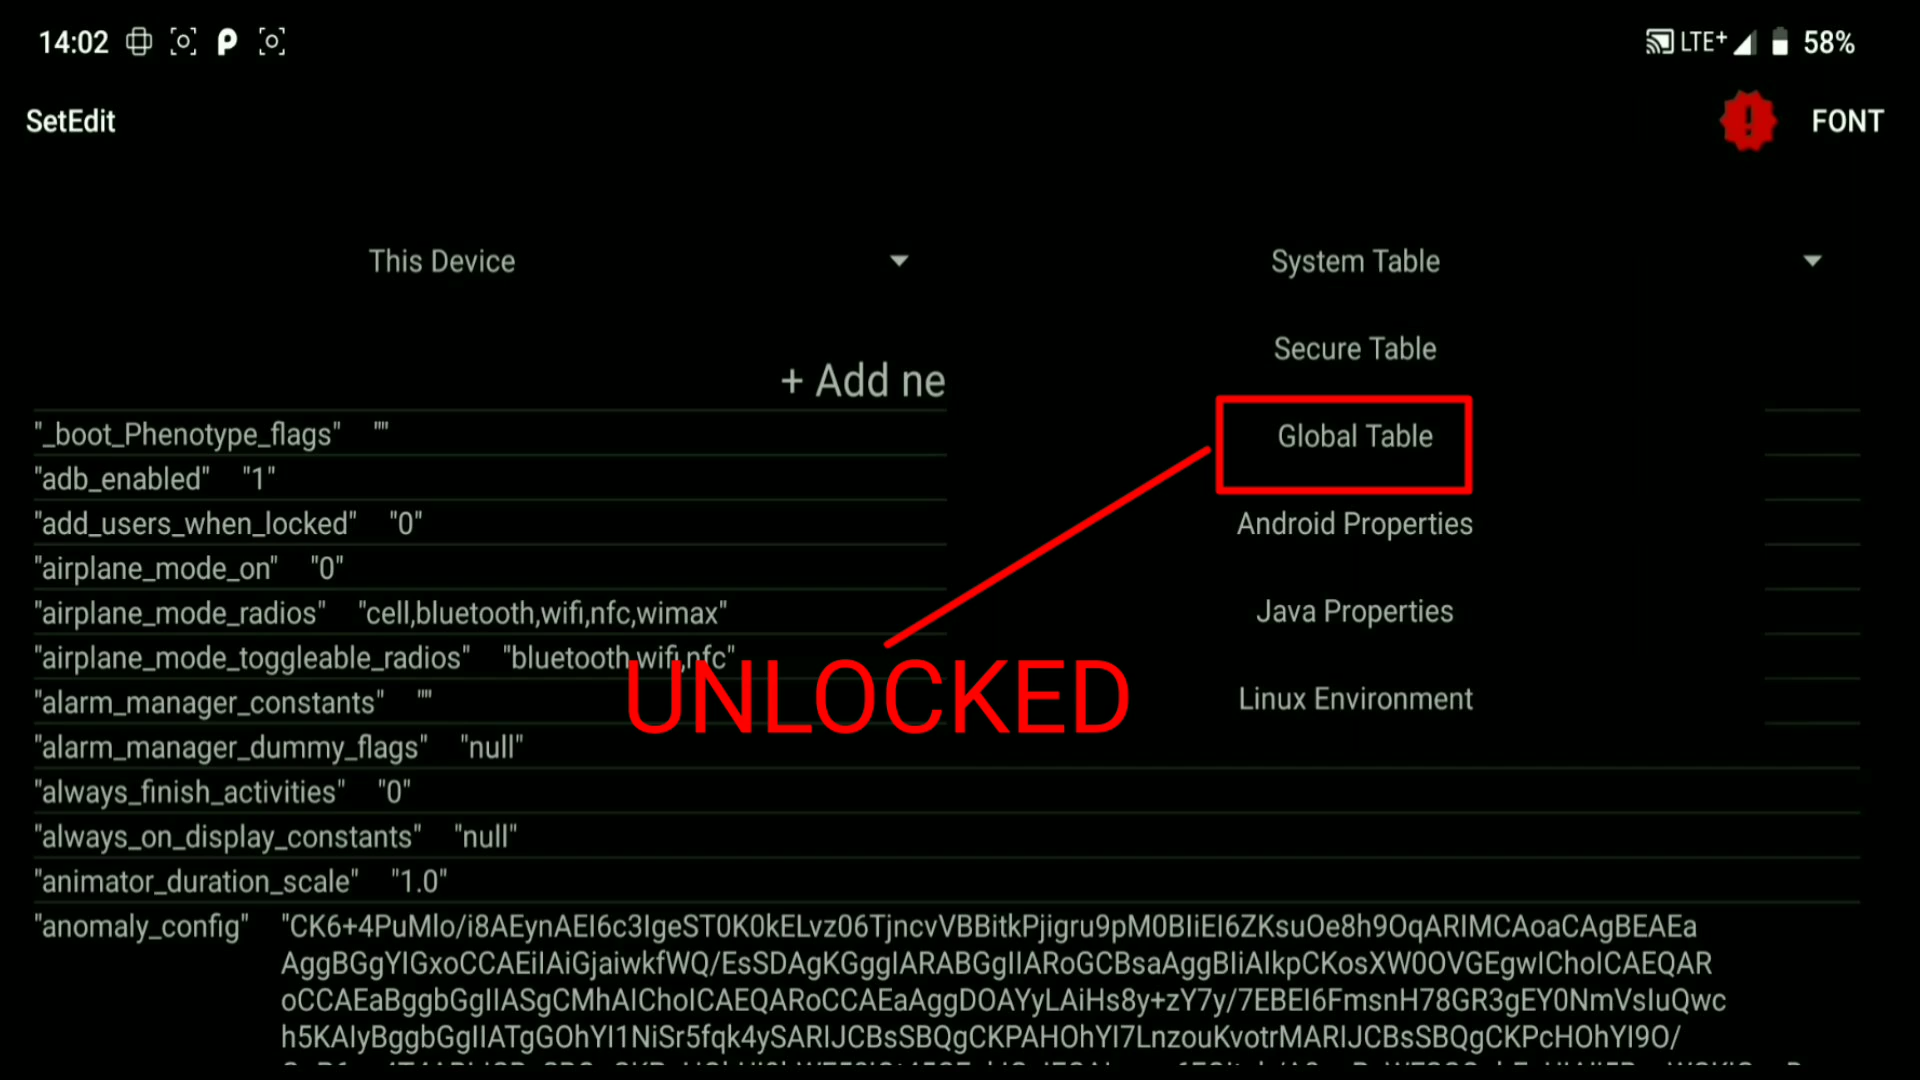 14:02
LTE+ 58%
SetEdit
FONT
This Device
System Table
Secure Table
+ Add ne
Global Table
Android Properties
Java Properties
Linux Environment
UNLOCKED
"_boot_Phenotype_flags" ""
"adb_enabled" "1"
"add_users_when_locked" "0"
"airplane_mode_on" "0"
"airplane_mode_radios" "cell,bluetooth,wifi,nfc,wimax"
"airplane_mode_toggleable_radios" "bluetooth,wifi,nfc"
"alarm_manager_constants" ""
"alarm_manager_dummy_flags" "null"
"always_finish_activities" "0"
"always_on_display_constants" "null"
"animator_duration_scale" "1.0"
"anomaly_config" "CK6+4PuMlo/i8AEynAEI6c3IgeST0K0kELvz06TjncvVBBitkPjigru9pM0BIiEI6ZKsuOe8h9OqARIMCAoaCAgBEAEa
AggBGgYIGxoCCAEiIAiGjaiwkfWQ/EsSDAgKGggIARABGgIIARoGCBsaAggBIiAIkpCKosXW0OVGEgwIChoICAEQAR
oCCAEaBggbGgIIASgCMhAIChoICAEQARoCCAEaAggDOAYyLAiHs8y+zY7y/7EBEI6FmsnH78GR3gEY0NmVsIuQwc
h5KAIyBggbGgIIATgGOhYI1NiSr5fqk4ySARIJCBsSBQgCKPAHOhYI7LnzouKvotrMARIJCBsSBQgCKPcHOhYI9O/